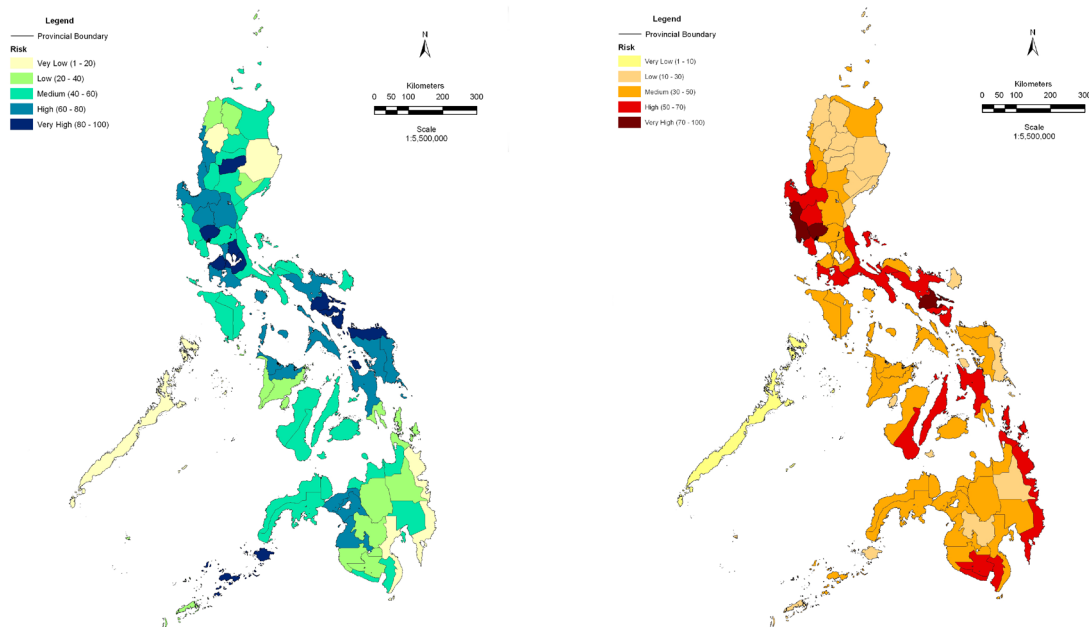 Legend
Provincial Boundary
Risk
Vey Low (1 - 20)
Low (20 - 40)
Medium (40 - 60)
High (60 - 80)
Very High (80 - 100)
N
Kilometers
0 50 100 200 300
Scale
1:5,500,000
Legend
Provincial Boundary
Risk
Very Low (1 - 10)
Low (10 - 30)
Medium (30 - 50)
High (50 - 70)
Very High (70 - 100)
N
Kilometers
0 50 100 200 300
Scale
1:5,500,000